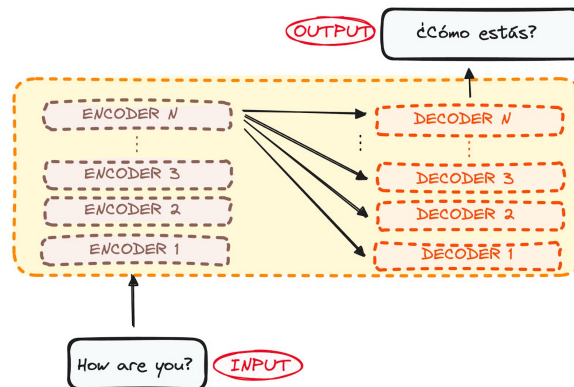 OUTPUT
¿Cómo estás?
ENCODER N
DECODER N
ENCODER 3
DECODER 3
ENCODER 2
DECODER 2
ENCODER 1
DECODER 1
How are you?
INPUT